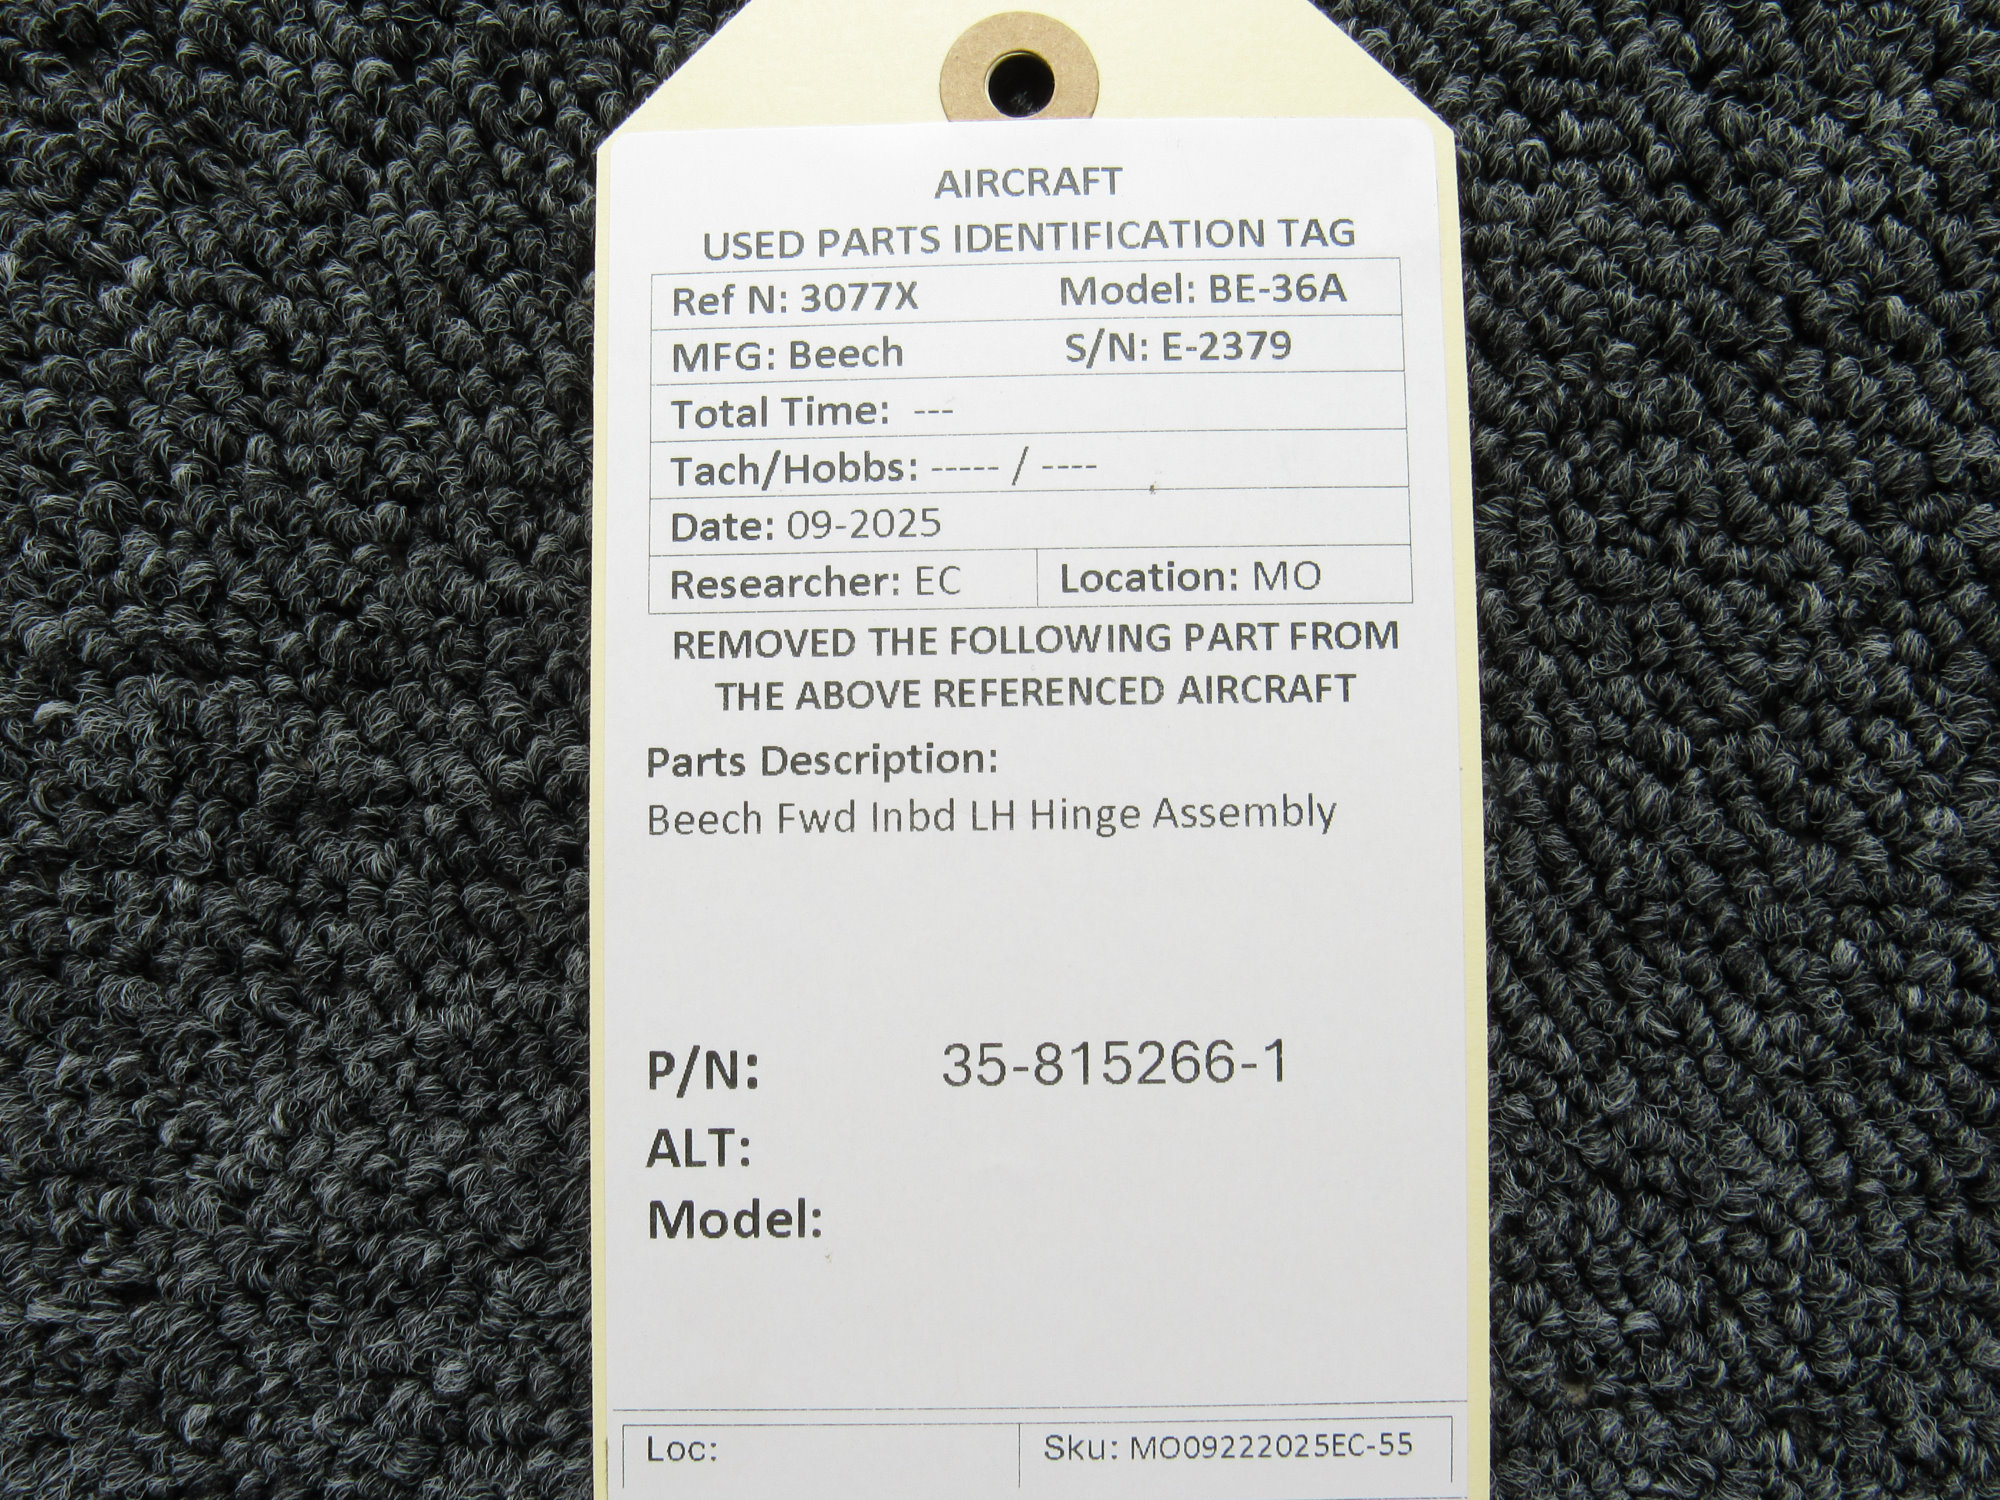 AIRCRAFT
USED PARTS IDENTIFICATION TAG
Ref N: 3077X Model: BE-36A
MFG: Beech S/N: E-2379
Total Time: ---
Tach/Hobbs: ----- / ----
Date: 09-2025
Researcher: EC Location: MO
REMOVED THE FOLLOWING PART FROM
THE ABOVE REFERENCED AIRCRAFT
Parts Description:
Beech Fwd Inbd LH Hinge Assembly
P/N: 35-815266-1
ALT:
Model:
Loc: Sku: MO09222025EC-55